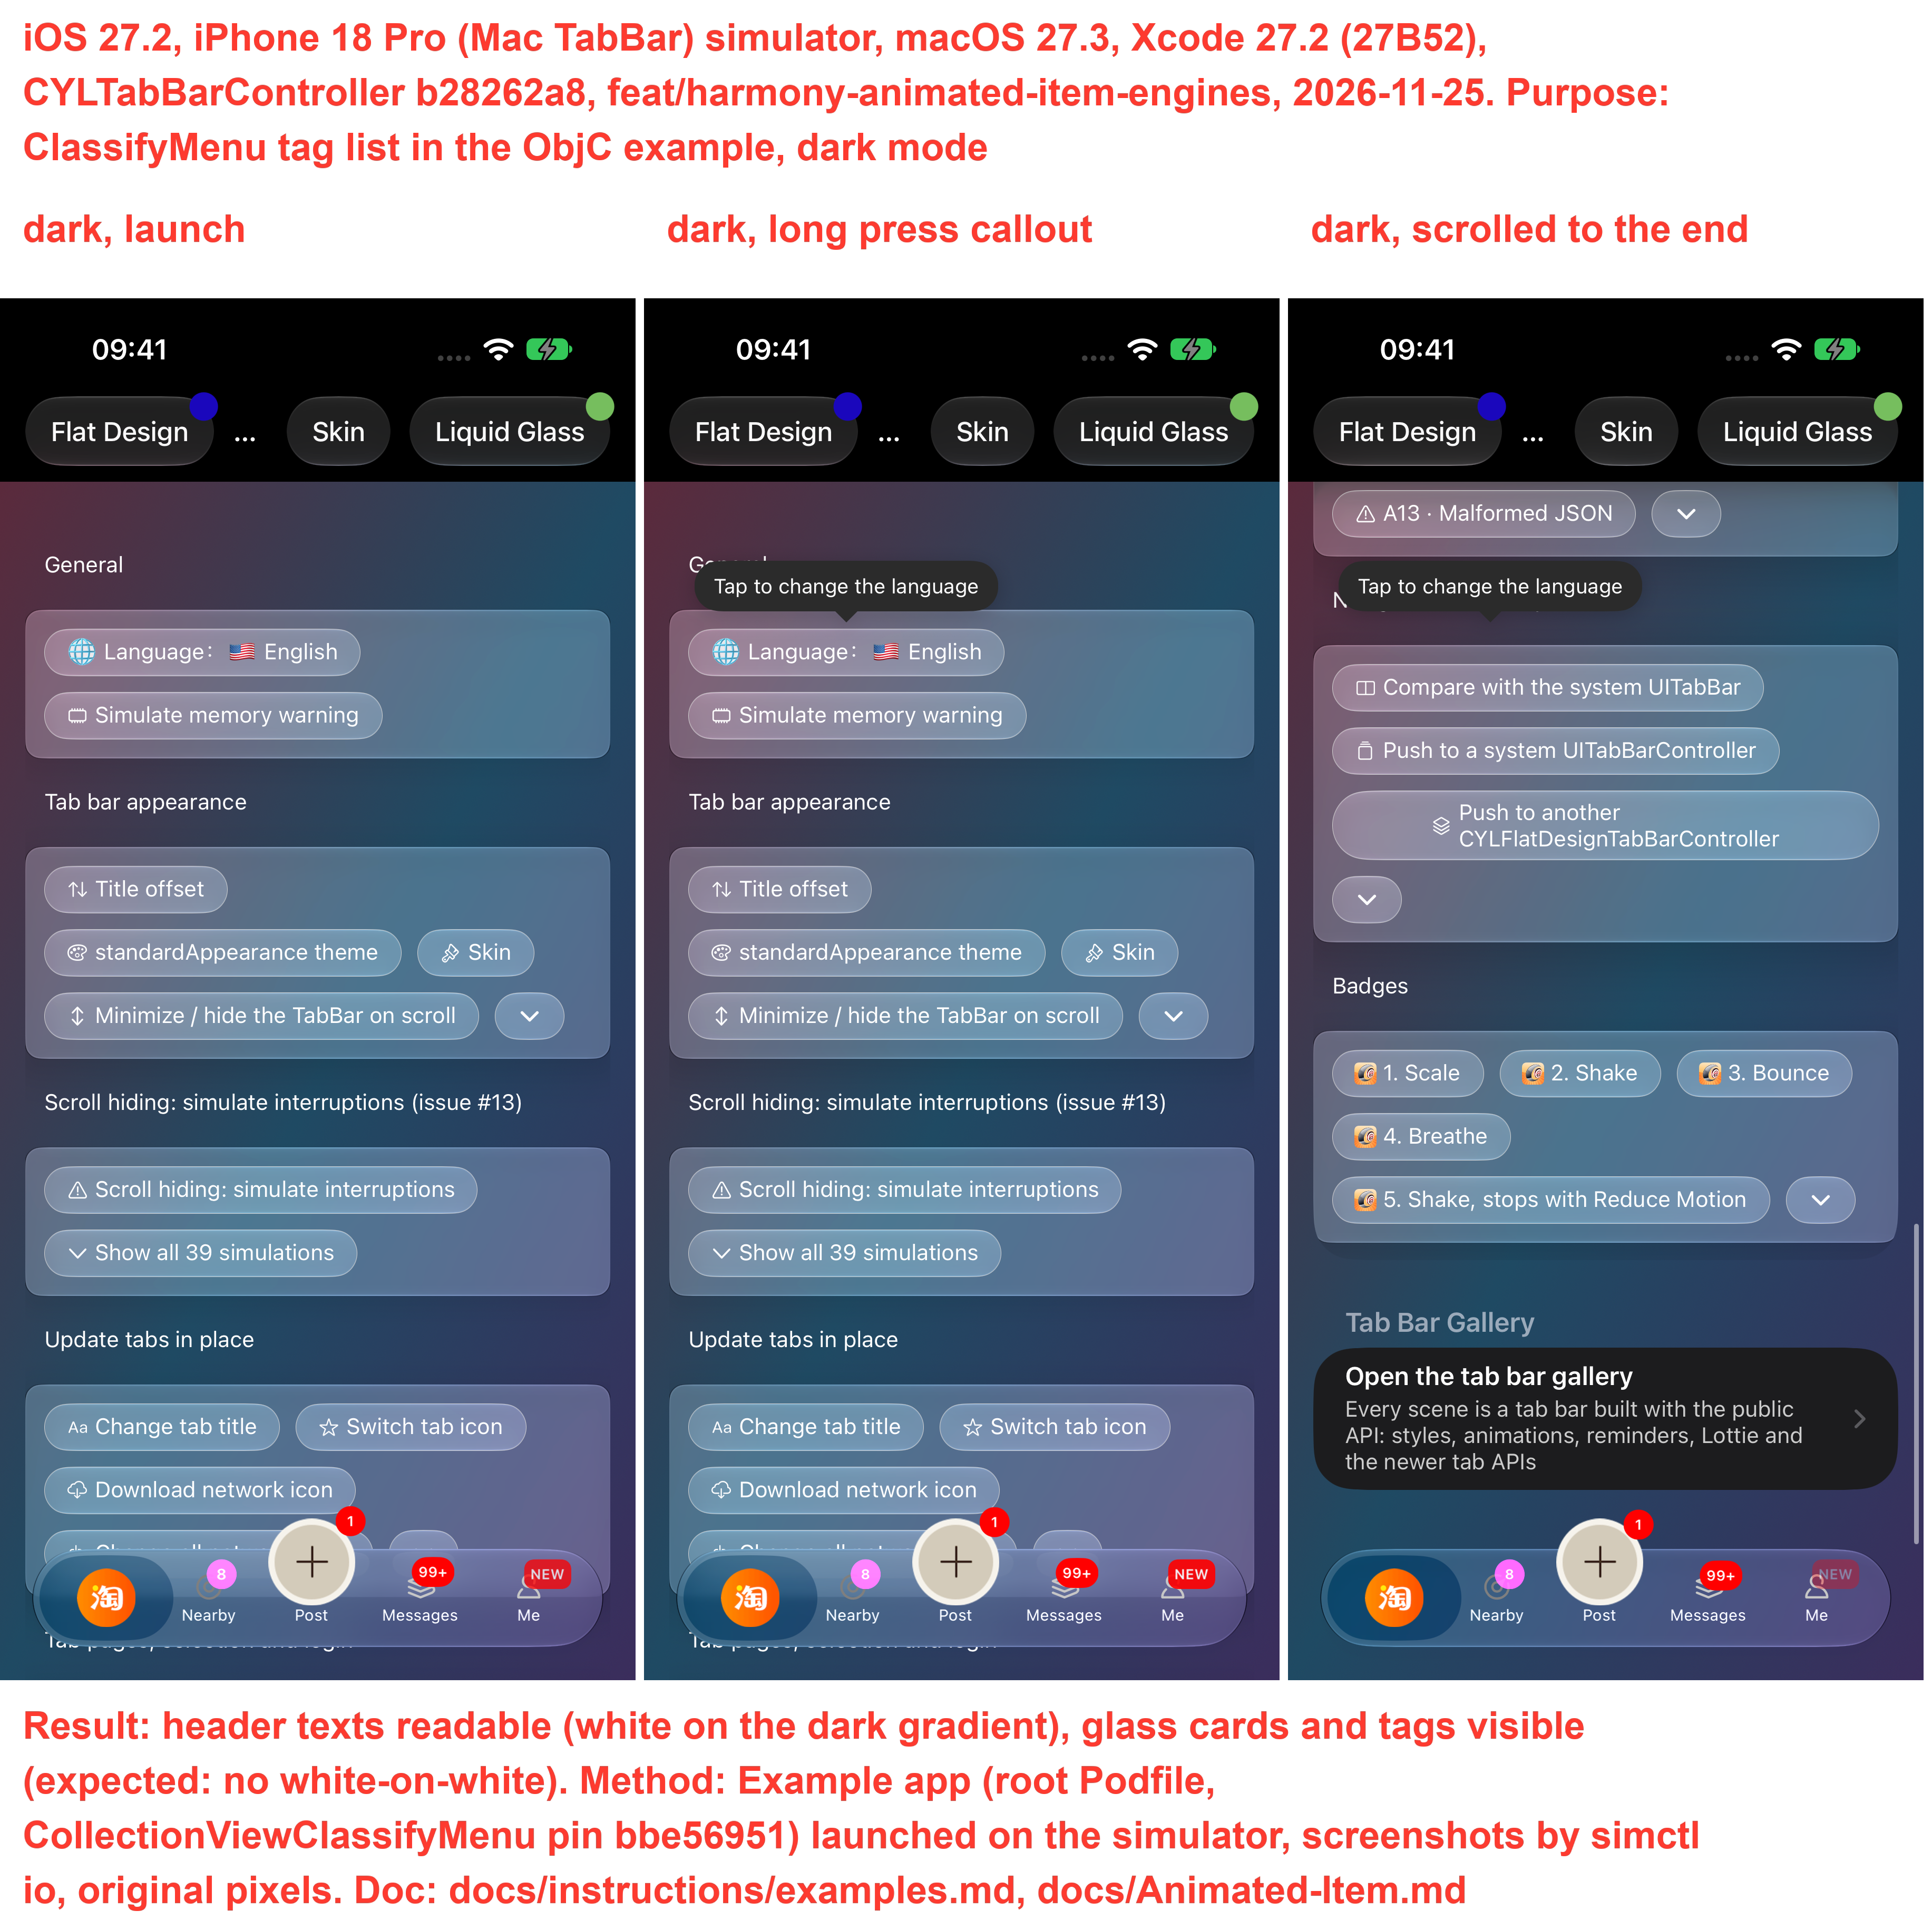 iOS 27.2, iPhone 18 Pro (Mac TabBar) simulator, macOS 27.3, Xcode 27.2 (27B52),
CYLTabBarController b28262a8, feat/harmony-animated-item-engines, 2026-11-25. Purpose:
ClassifyMenu tag list in the ObjC example, dark mode
dark, launch
09:41
Flat Design
...
Skin
Liquid Glass
General
Language: English
Simulate memory warning
Tab bar appearance
Title offset
standardAppearance theme
Skin
Minimize / hide the TabBar on scroll
Scroll hiding: simulate interruptions (issue #13)
Scroll hiding: simulate interruptions
Show all 39 simulations
Update tabs in place
Aa Change tab title
Switch tab icon
Download network icon
1
8
99+
NEW
淘
Nearby
Post
Messages
Me
dark, long press callout
09:41
Flat Design
...
Skin
Liquid Glass
Tap to change the language
Language: English
Simulate memory warning
Tab bar appearance
Title offset
standardAppearance theme
Skin
Minimize / hide the TabBar on scroll
Scroll hiding: simulate interruptions (issue #13)
Scroll hiding: simulate interruptions
Show all 39 simulations
Update tabs in place
Aa Change tab title
Switch tab icon
Download network icon
1
8
99+
NEW
淘
Nearby
Post
Messages
Me
dark, scrolled to the end
09:41
Flat Design
...
Skin
Liquid Glass
A13 · Malformed JSON
Tap to change the language
Compare with the system UITabBar
Push to a system UITabBarController
Push to another
CYLFlatDesignTabBarController
Badges
1. Scale
2. Shake
3. Bounce
4. Breathe
5. Shake, stops with Reduce Motion
Tab Bar Gallery
Open the tab bar gallery
Every scene is a tab bar built with the public
API: styles, animations, reminders, Lottie and
the newer tab APIs
1
8
99+
NEW
淘
Nearby
Post
Messages
Me
Result: header texts readable (white on the dark gradient), glass cards and tags visible
(expected: no white-on-white). Method: Example app (root Podfile,
CollectionViewClassifyMenu pin bbe56951) launched on the simulator, screenshots by simctl
io, original pixels. Doc: docs/instructions/examples.md, docs/Animated-Item.md